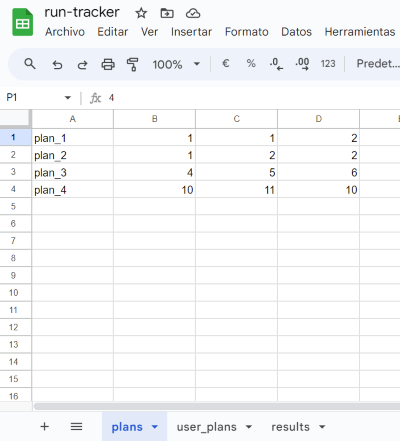 run-tracker
Archivo Editar Ver Insertar Formato Datos Herramientas
100% € % .0 .00 123 Predet...
P1 fx 4
A B C D
1 plan_1 1 1 2
2 plan_2 1 2 2
3 plan_3 4 5 6
4 plan_4 10 11 10
5
6
7
8
9
10
11
12
13
14
15
16
plans user_plans results